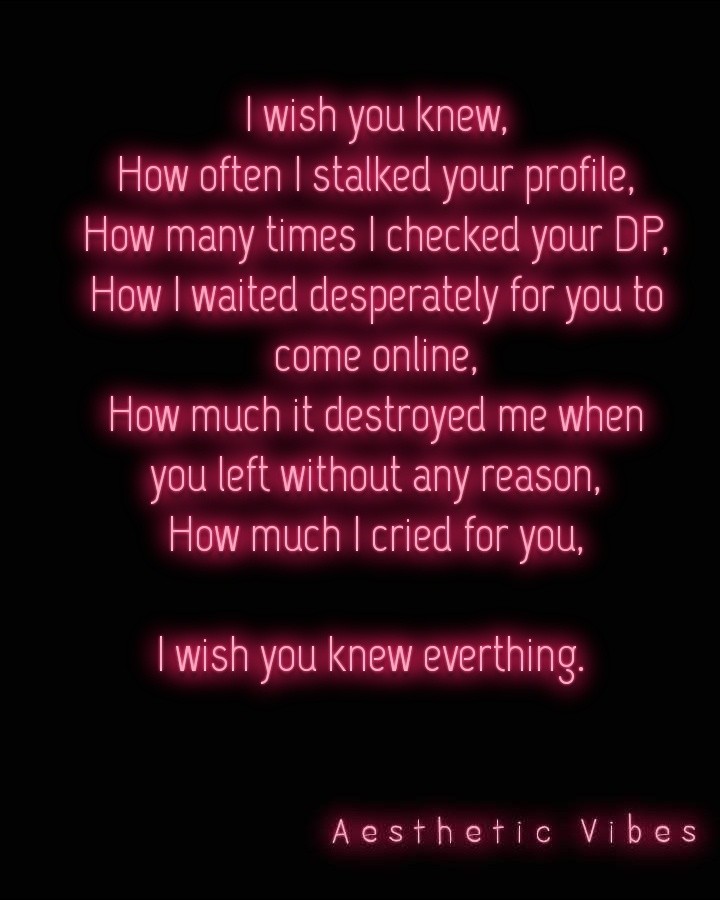 I wish you knew,
How often I stalked your profile,
How many times I checked your DP,
How I waited desperately for you to
come online,
How much it destroyed me when
you left without any reason,
How much I cried for you,
I wish you knew everthing.
Aesthetic Vibes